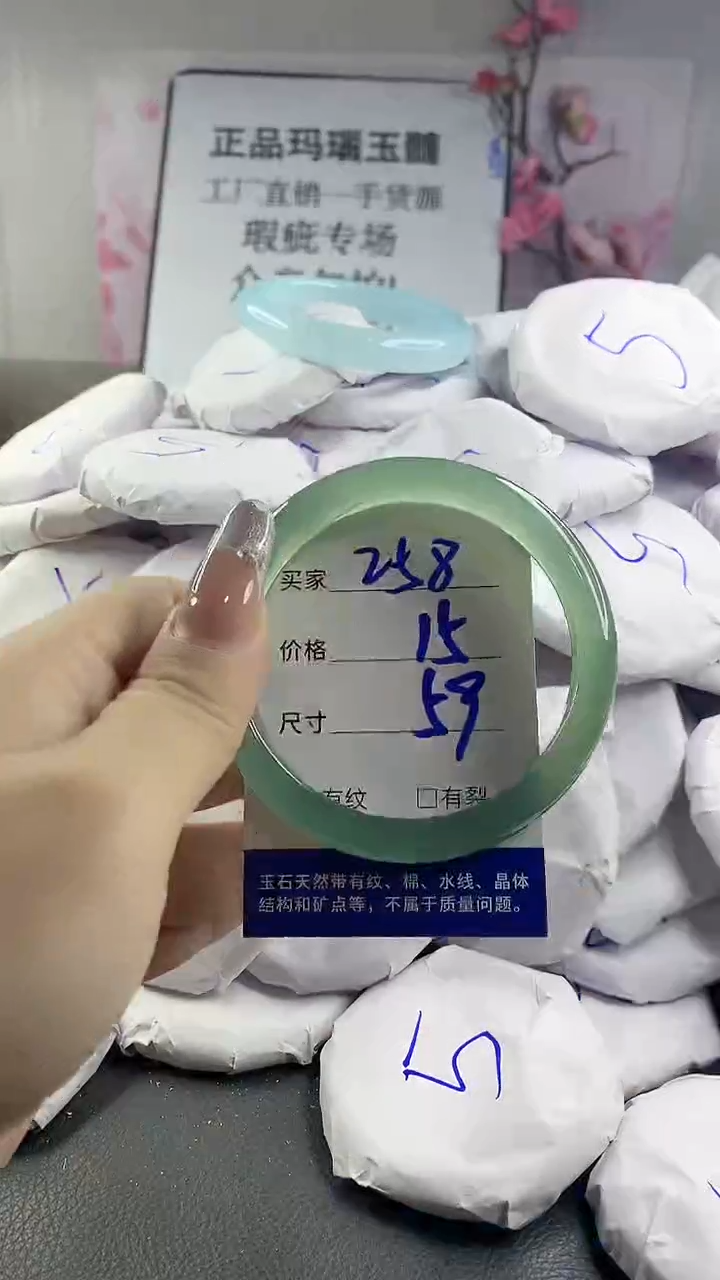 正品玛瑙玉髓
工厂直销一手货源
瑕疵专场
5
买家 258
价格 15
尺寸 59
有纹 □有裂
玉石天然带有纹、棉、水线、晶体
结构和矿点等，不属于质量问题。
5
5